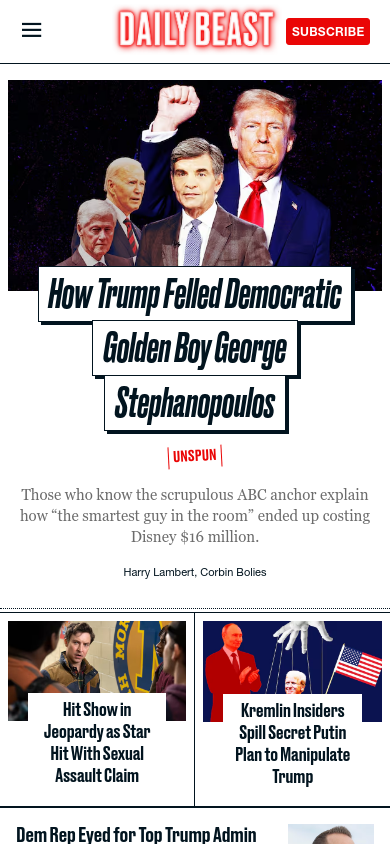 DAILY BEAST
SUBSCRIBE
How Trump Felled Democratic
Golden Boy George
Stephanopoulos
UNSPUN
Those who know the scrupulous ABC anchor explain
how “the smartest guy in the room” ended up costing
Disney $16 million.
Harry Lambert, Corbin Bolies
MOR
Hit Show in
Jeopardy as Star
Hit With Sexual
Assault Claim
Kremlin Insiders
Spill Secret Putin
Plan to Manipulate
Trump
Dem Rep Eyed for Top Trump Admin